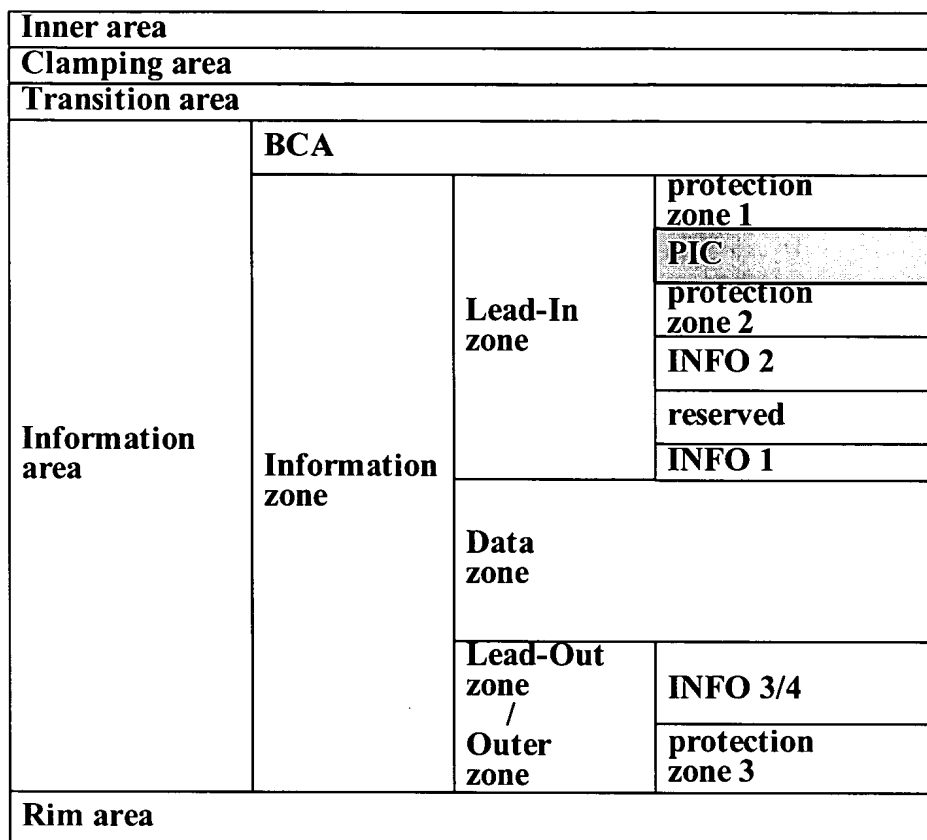 Inner area
Clamping area
Transition area
BCA
protection
zone 1
PIC
Lead-In
zone
protection
zone 2
INFO 2
reserved
Information
area
Information
zone
INFO 1
Data
zone
Lead-Out
zone
/
Outer
zone
INFO 3/4
protection
zone 3
Rim area